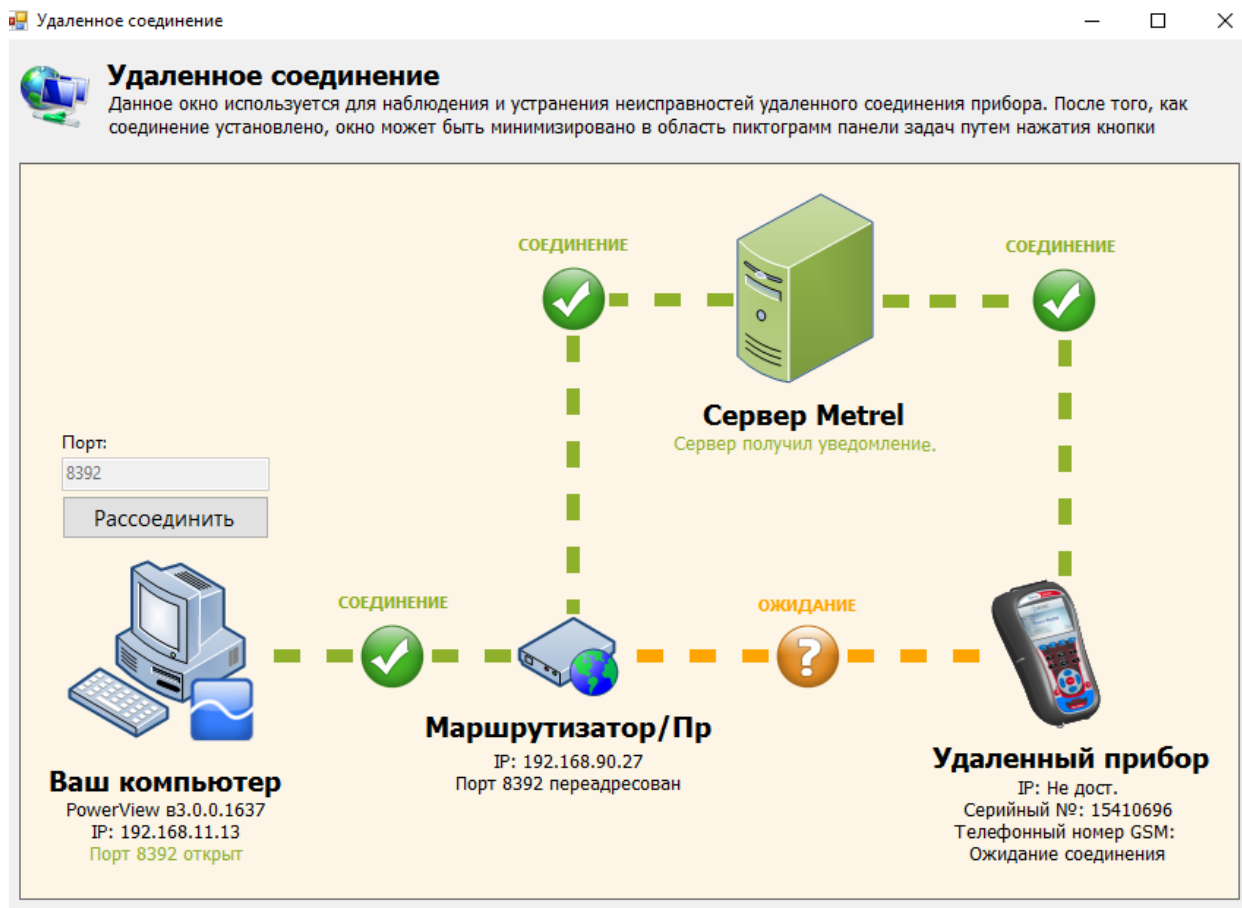 Удаленное соединение
Удаленное соединение
Данное окно используется для наблюдения и устранения неисправностей удаленного соединения прибора. После того, как
соединение установлено, окно может быть минимизировано в область пиктограмм панели задач путем нажатия кнопки
СОЕДИНЕНИЕ
СОЕДИНЕНИЕ
Сервер Metrel
Сервер получил уведомление.
Порт:
8392
Рассоединить
СОЕДИНЕНИЕ
ОЖИДАНИЕ
Маршрутизатор/Пр
IP: 192.168.90.27
Порт 8392 переадресован
Ваш компьютер
PowerView в3.0.0.1637
IP: 192.168.11.13
Порт 8392 открыт
Удаленный прибор
IP: Не дост.
Серийный №: 15410696
Телефонный номер GSM:
Ожидание соединения